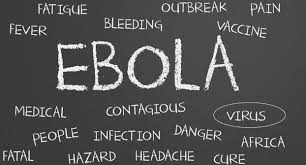 FATIGUE OUTBREAK PAIN
FEVER BLEEDING VACCINE
EBOLA
MEDICAL CONTAGIOUS VIRUS
PEOPLE INFECTION DANGER AFRICA
FATAL HAZARD HEADACHE CURE